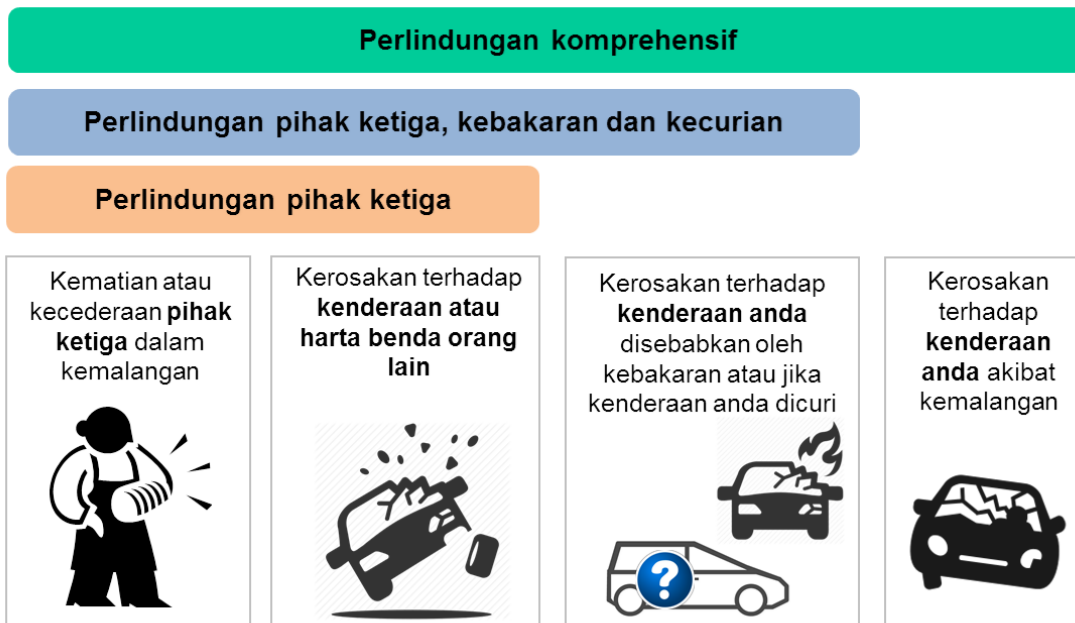 Perlindungan komprehensif
Perlindungan pihak ketiga, kebakaran dan kecurian
Perlindungan pihak ketiga
Kematian atau
kecederaan pihak
ketiga dalam
kemalangan
Kerosakan terhadap
kenderaan atau
harta benda orang
lain
Kerosakan terhadap
kenderaan anda
disebabkan oleh
kebakaran atau jika
kenderaan anda dicuri
?
Kerosakan
terhadap
kenderaan
anda akibat
kemalangan